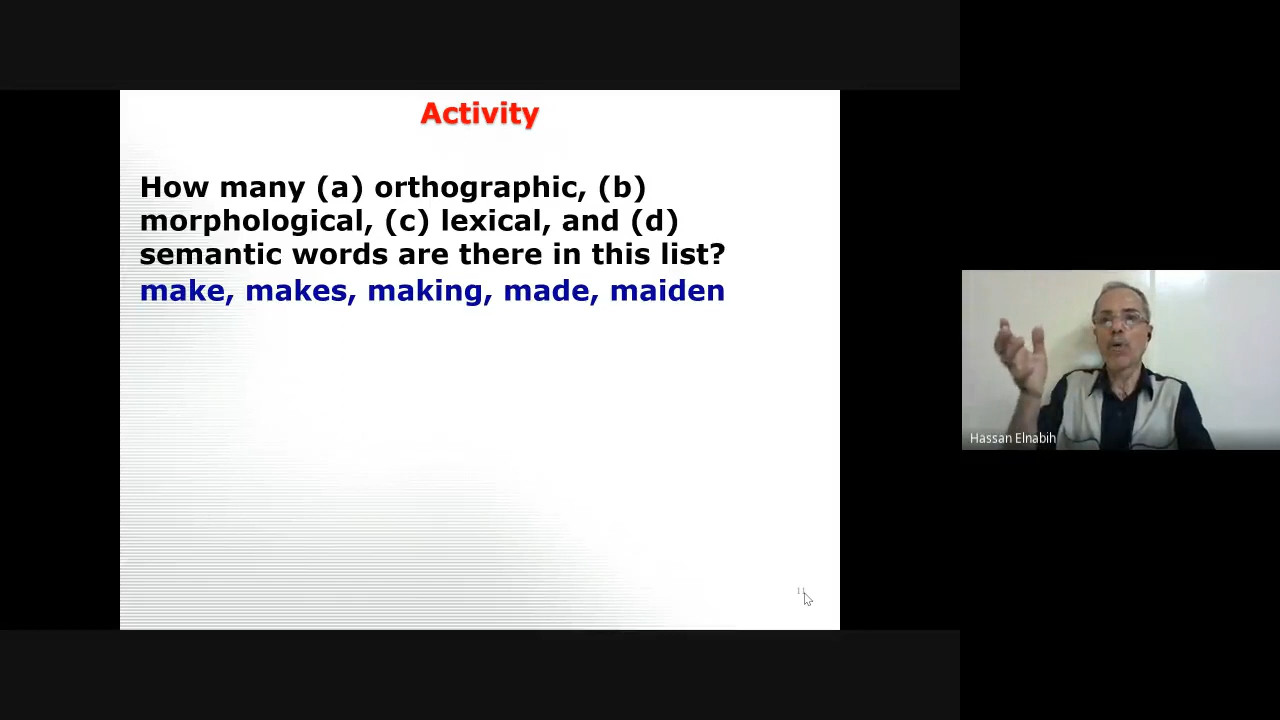 Activity
How many (a) orthographic, (b)
morphological, (c) lexical, and (d)
semantic words are there in this list?
make, makes, making, made, maiden
Hassan Elnabih